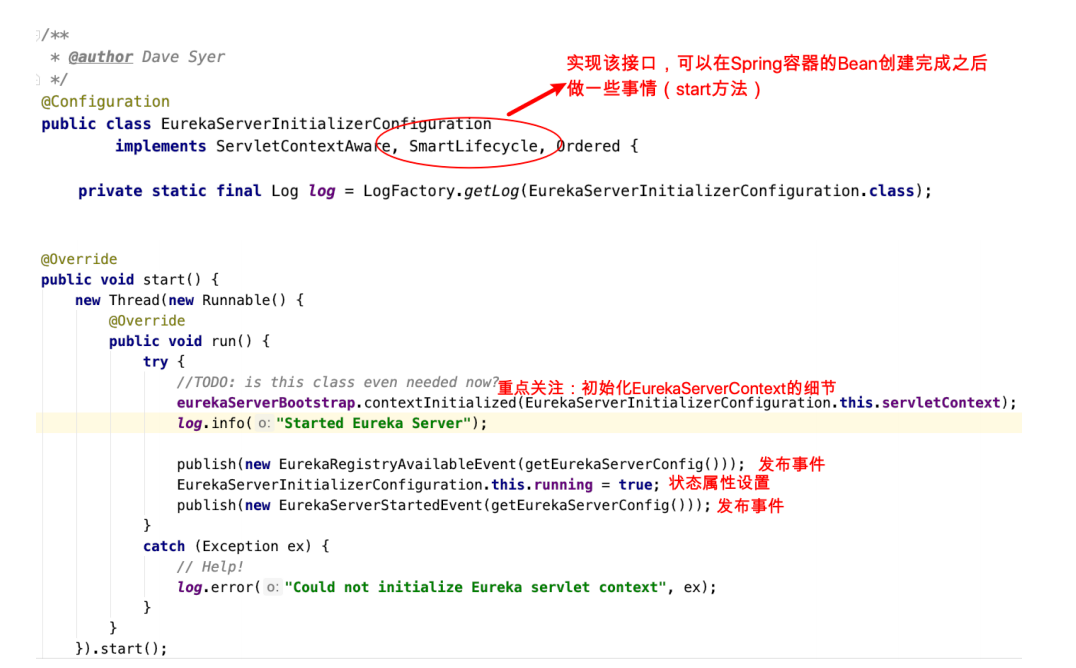 /**
* @author Dave Syer
*/
@Configuration
public class EurekaServerInitializerConfiguration
implements ServletContextAware, SmartLifecycle, Ordered {
实现该接口，可以在Spring容器的Bean创建完成之后
做一些事情（start方法）
private static final Log log = LogFactory.getLog(EurekaServerInitializerConfiguration.class);
@Override
public void start() {
new Thread(new Runnable() {
@Override
public void run() {
try {
//TODO: is this class even needed now? 重点关注：初始化EurekaServerContext的细节
eurekaServerBootstrap.contextInitialized(EurekaServerInitializerConfiguration.this.servletContext);
log.info( o: "Started Eureka Server");
publish(new EurekaRegistryAvailableEvent(getEurekaServerConfig())); 发布事件
EurekaServerInitializerConfiguration.this.running = true; 状态属性设置
publish(new EurekaServerStartedEvent(getEurekaServerConfig())); 发布事件
}
catch (Exception ex) {
// Help!
log.error( o: "Could not initialize Eureka servlet context", ex);
}
}
}).start();